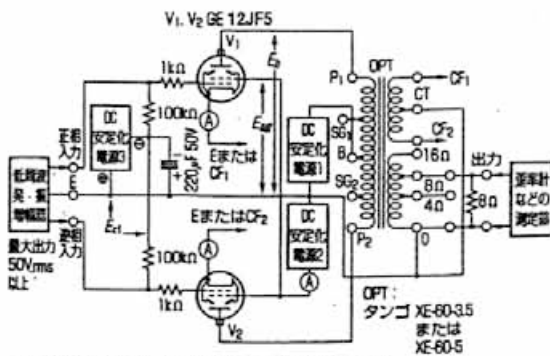 V₁, V₂ GE 12JF5
V₁
1kΩ
100kΩ
DC
安定化
電源3
正相
入力
E
逆相
入力
低周波
発振
増幅器
最大出力
50Vrms
以上
Ec1
220μF 50V
A
Eまたは
CF₁
EまたはCF₂
A
100kΩ
1kΩ
V₂
DC
安定化
電源1
DC
安定化
電源2
A
P₁
SG₁
B
SG₂
P₂
OPT
CF₁
CT
CF₂
16Ω
8Ω
4Ω
0
出力
8Ω
歪率計
などの
測定器
OPT:
タンゴ XE-60-3.5
または
XE-60-5